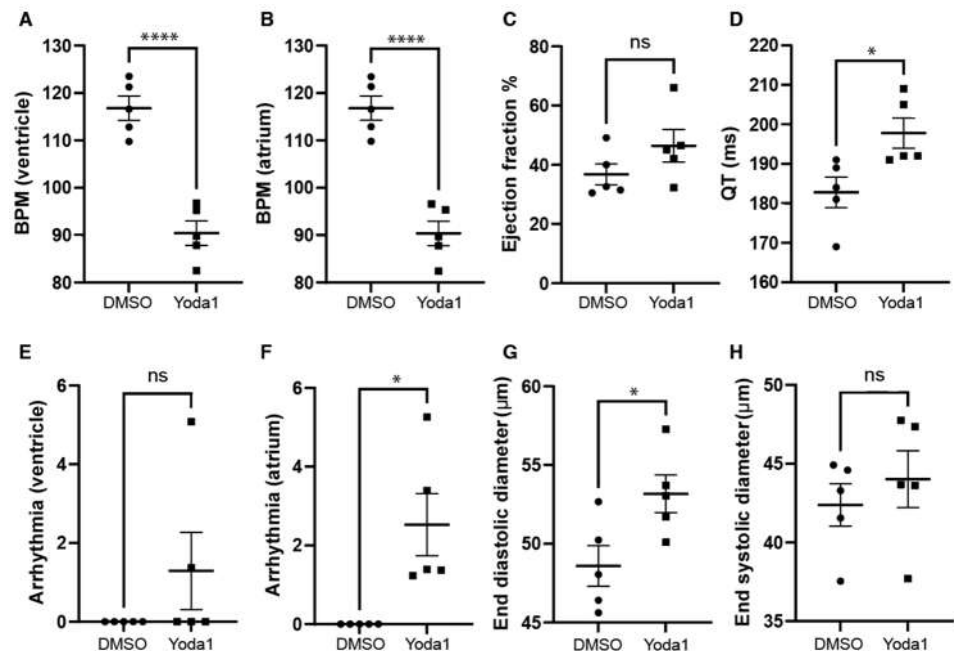 A
BPM (ventricle)
130
120
110
100
90
80
****
DMSO Yoda1
B
BPM (atrium)
130
120
110
100
90
80
****
DMSO Yoda1
C
Ejection fraction %
80
60
40
20
0
ns
DMSO Yoda1
D
QT (ms)
220
210
200
190
180
170
160
*
DMSO Yoda1
E
Arrhythmia (ventricle)
6
4
2
0
ns
DMSO Yoda1
F
Arrhythmia (atrium)
6
4
2
0
*
DMSO Yoda1
G
End diastolic diameter (μm)
60
55
50
45
*
DMSO Yoda1
H
End systolic diameter (μm)
50
45
40
35
ns
DMSO Yoda1